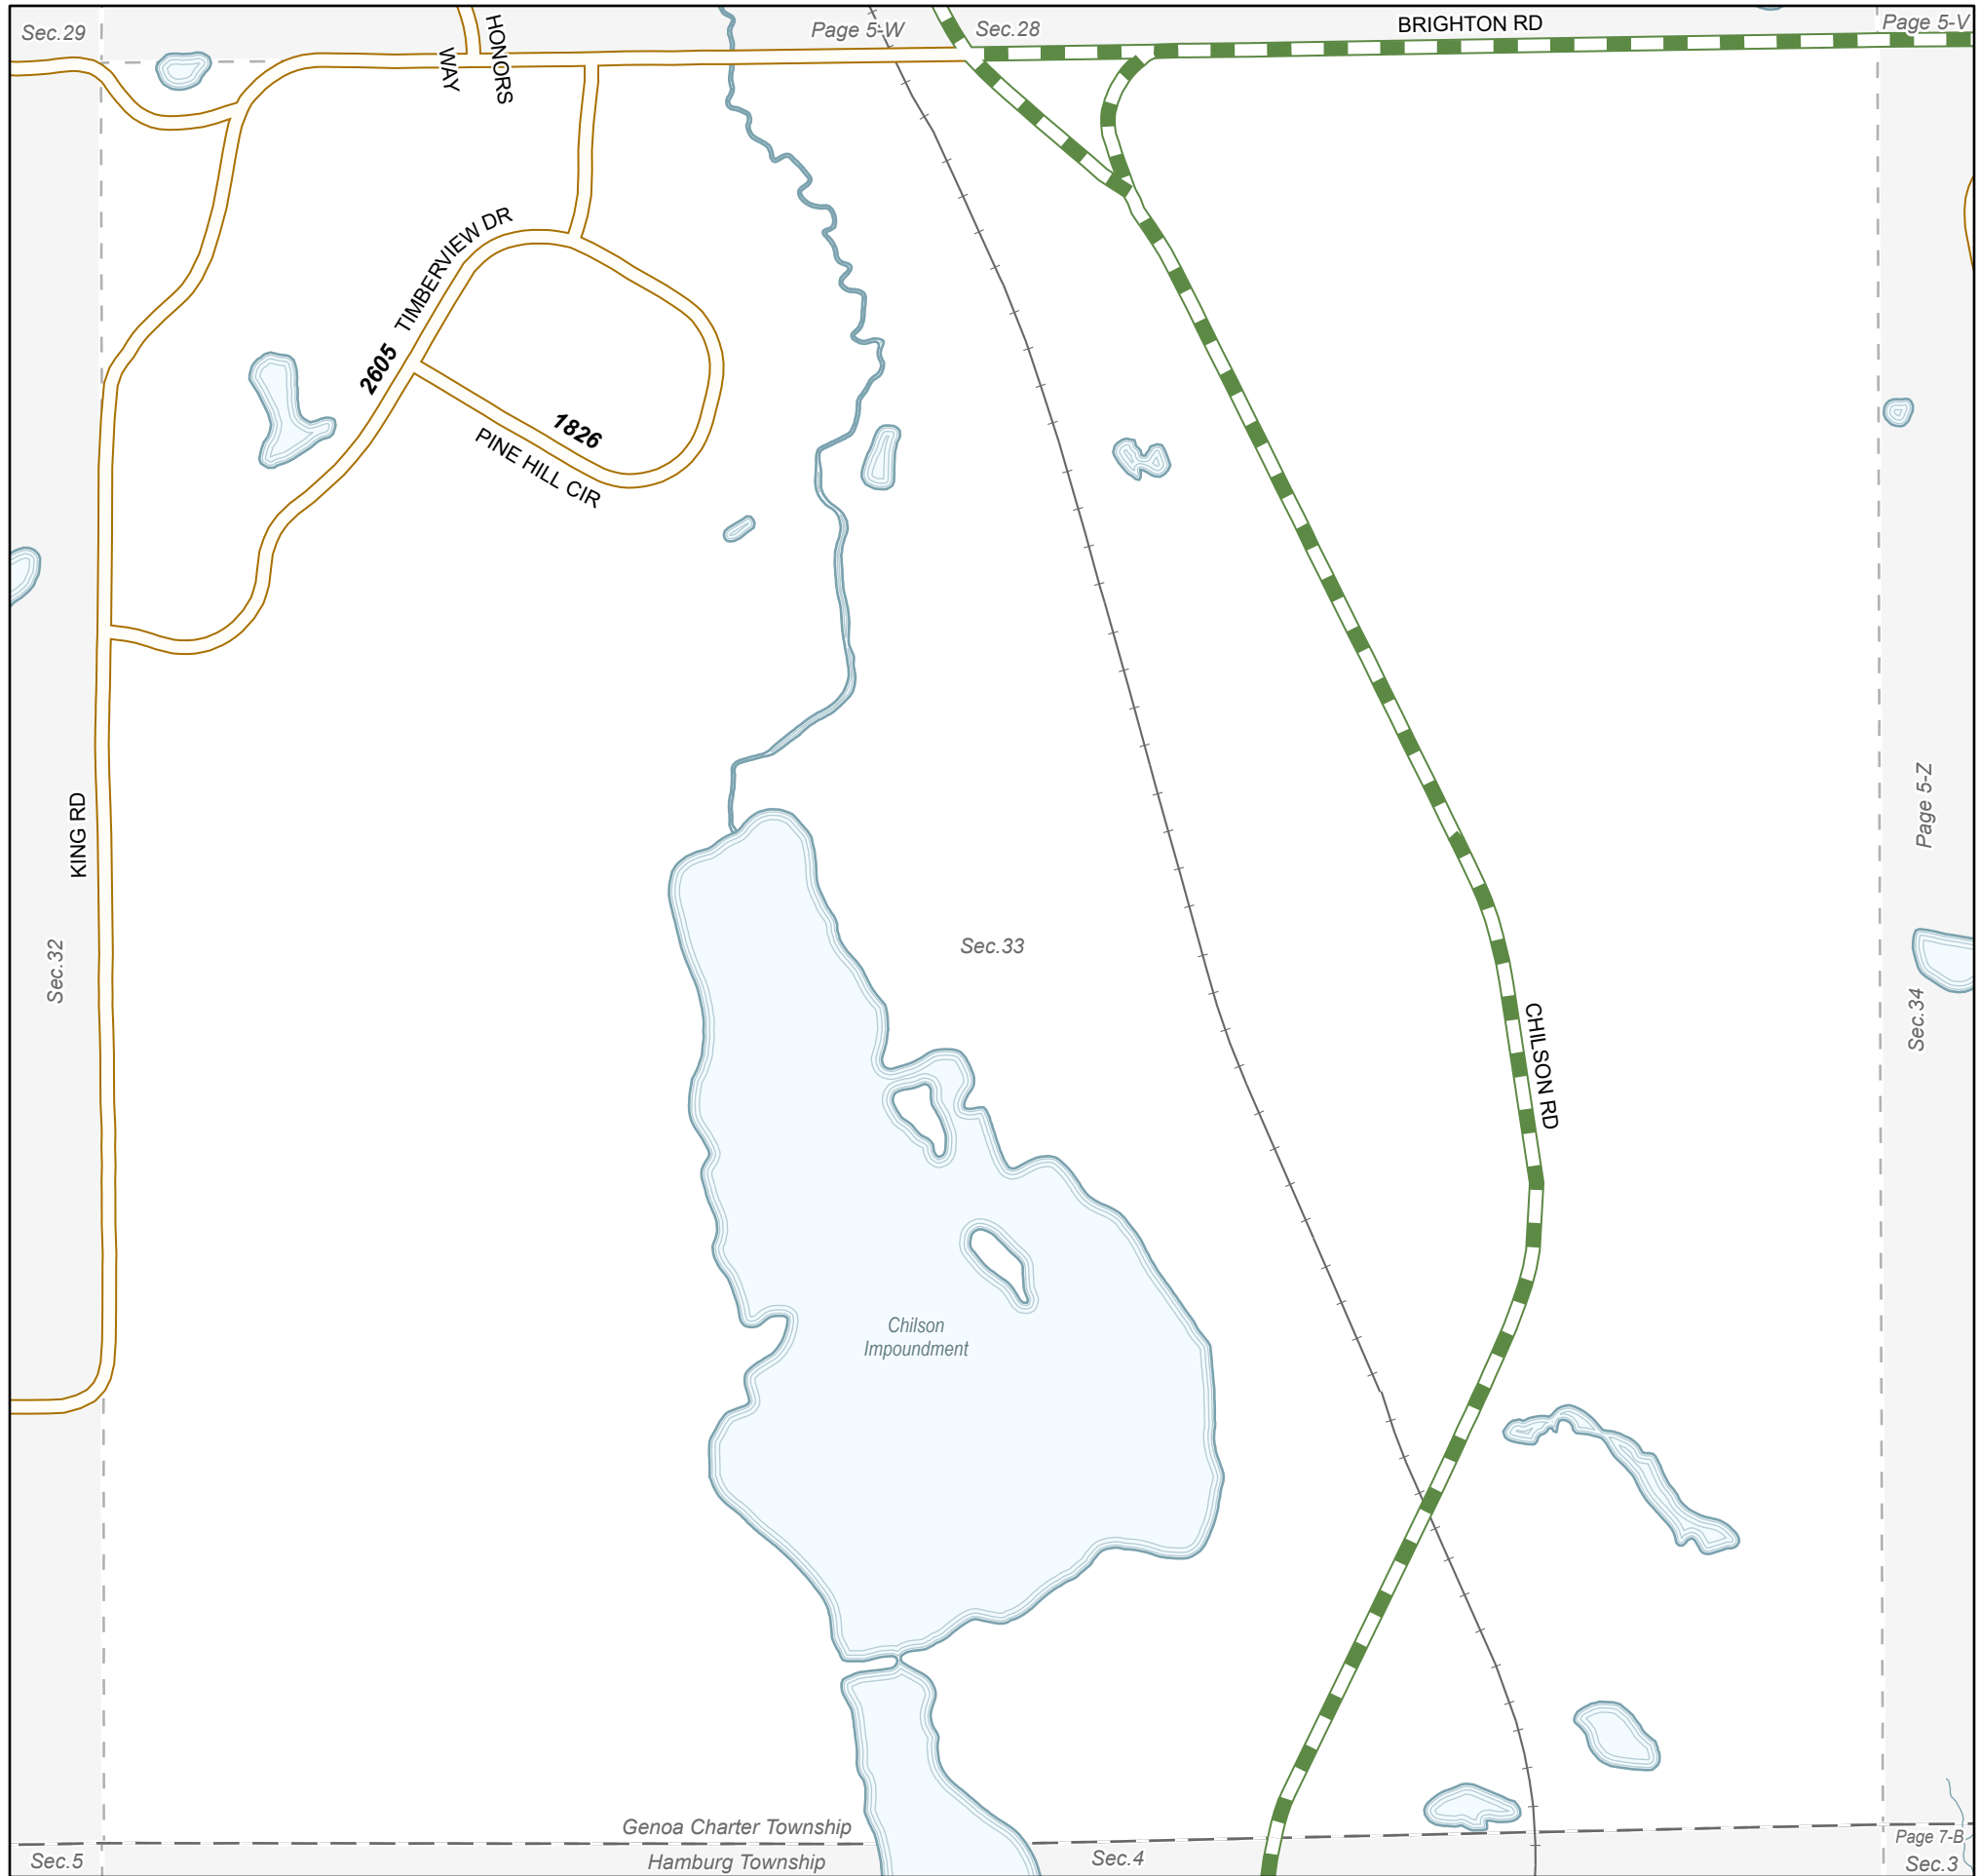 Sec.29
HONORS
WAY
Page 5-W
Sec.28
BRIGHTON RD
Page 5-V
TIMBERVIEW DR
2605
1826
PINE HILL CIR
KING RD
Page 5-Z
Sec.32
Sec.33
Sec.34
CHILSON RD
Chilson
Impoundment
Genoa Charter Township
Hamburg Township
Sec.5
Sec.4
Page 7-B
Sec.3